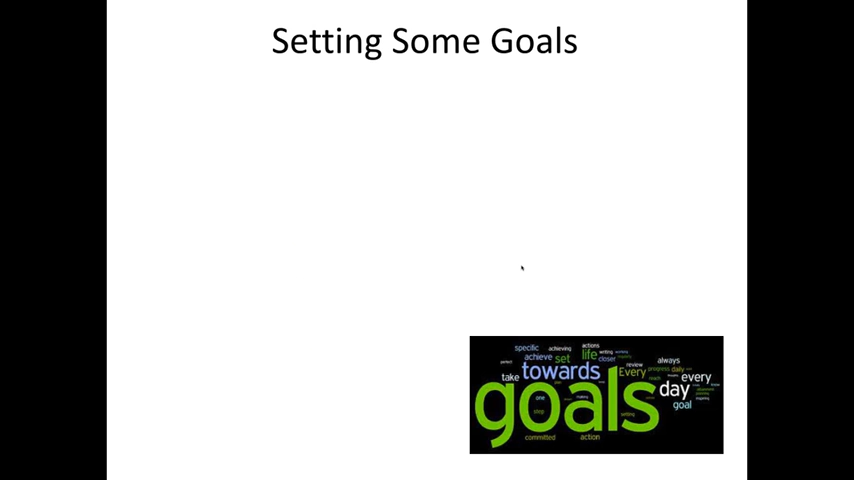 Setting Some Goals
specific achieving actions
life writing
achieve set closer
always
review
towards Every progress daily
take every
goals day
one goal
step
setting
committed action